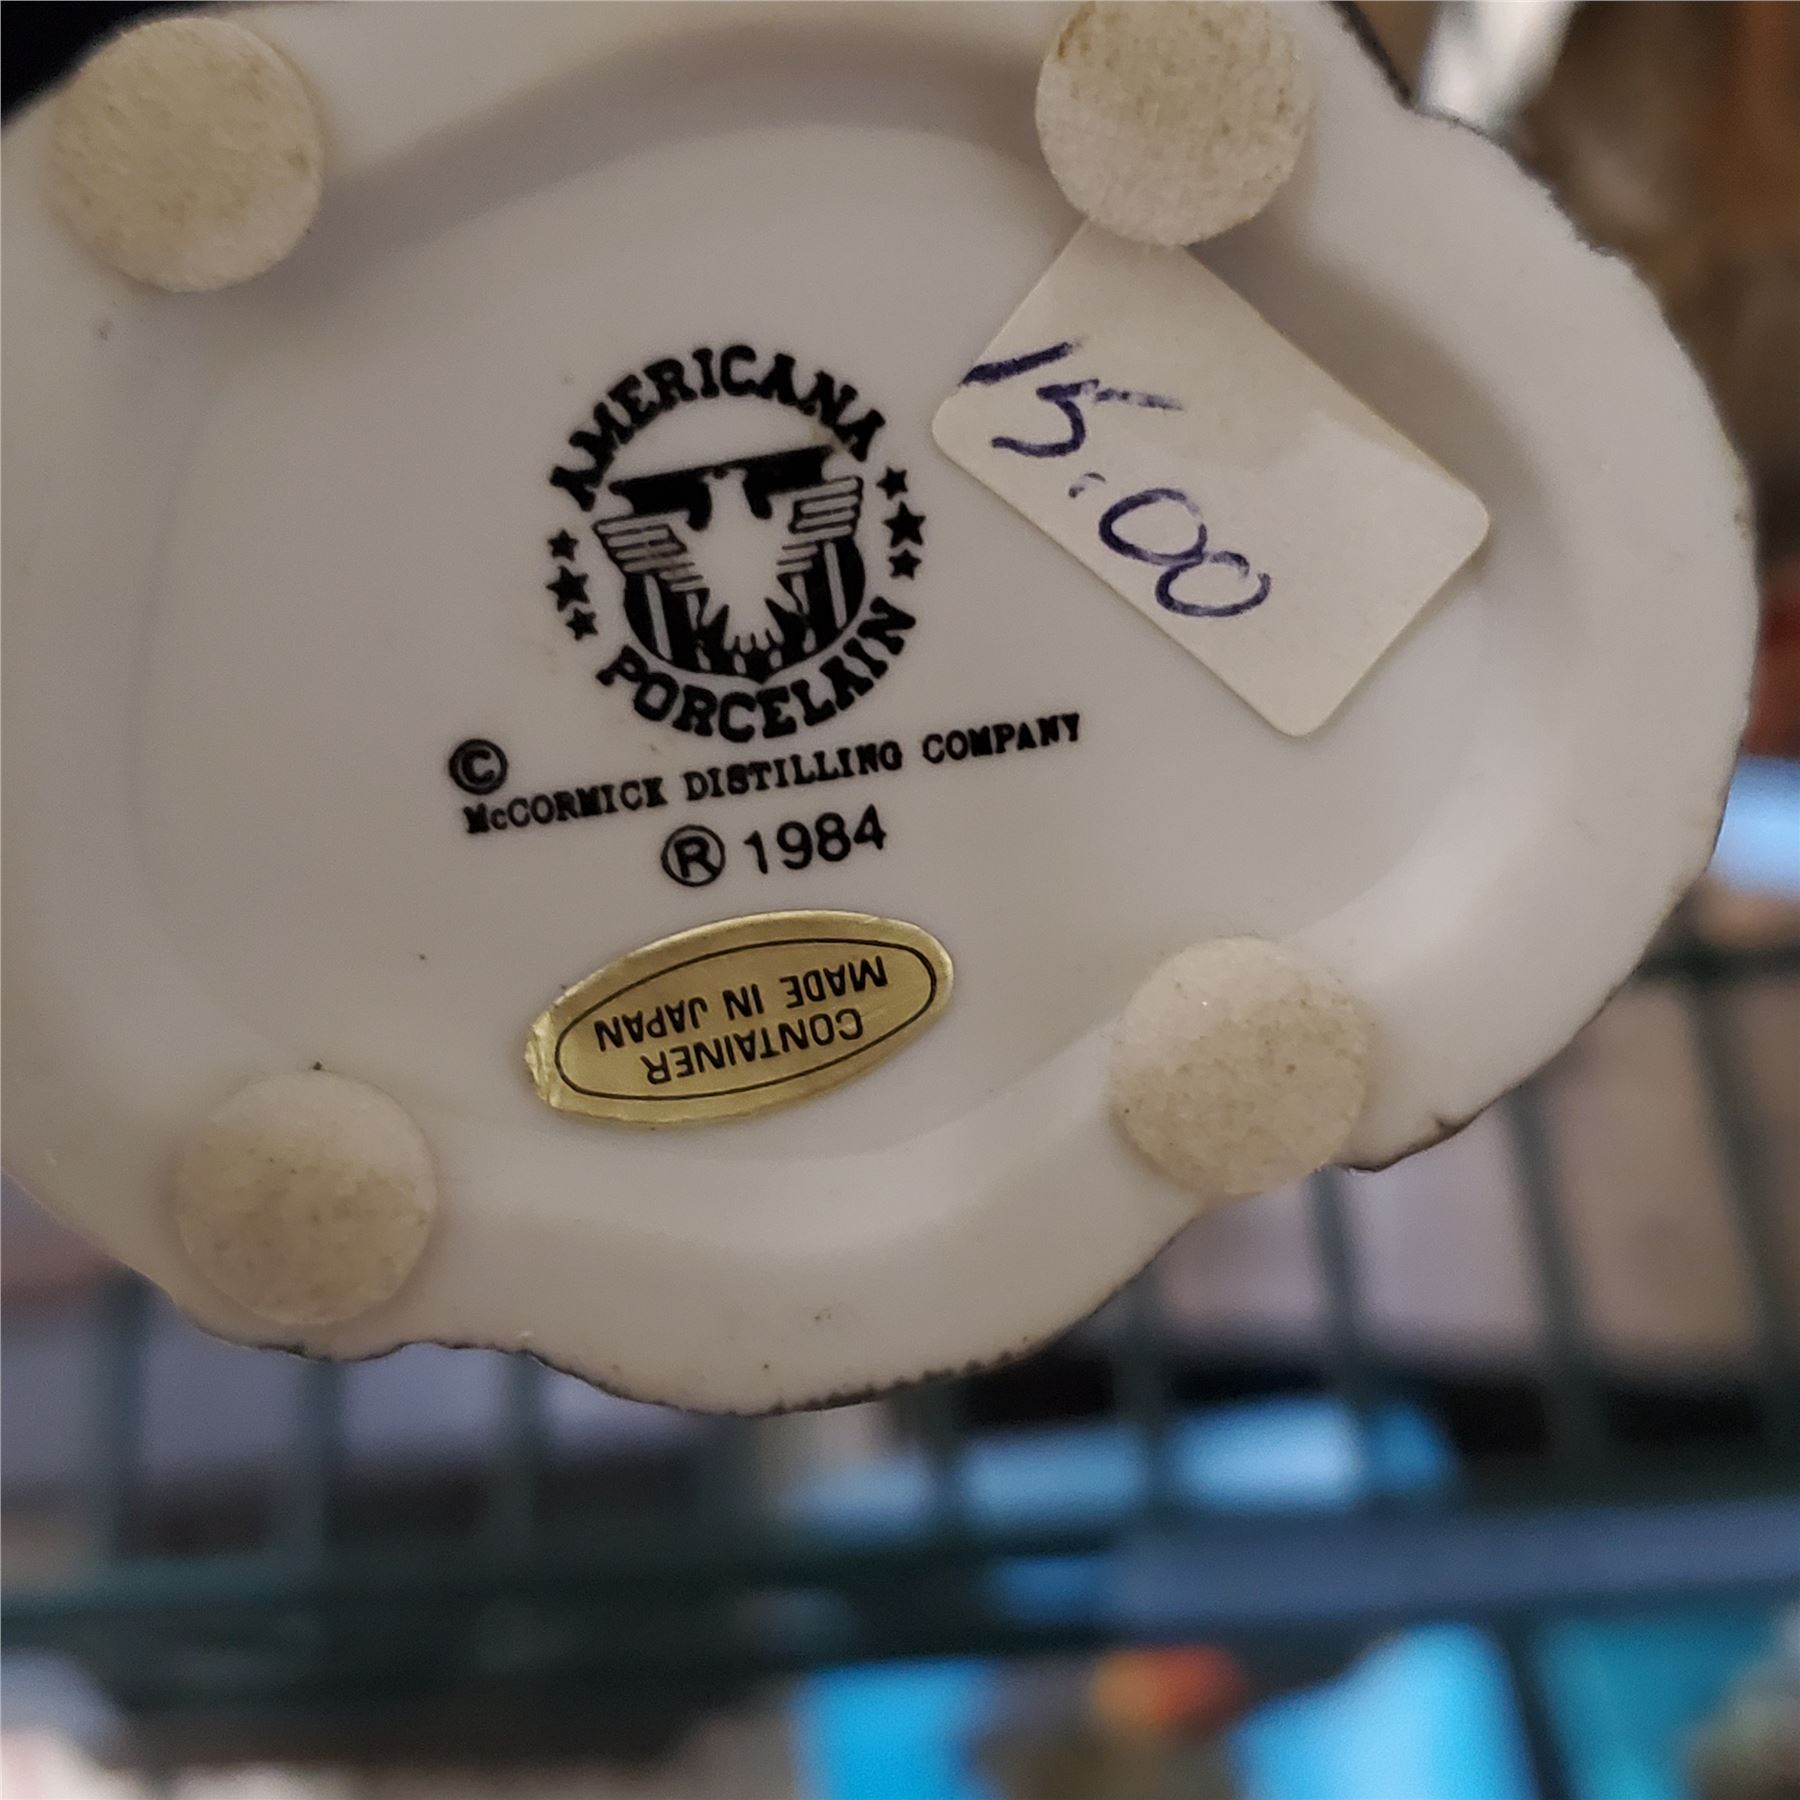 AMERICANA
PORCELAIN
©
McCORMICK DISTILLING COMPANY
® 1984
15.00
CONTAINER
MADE IN JAPAN